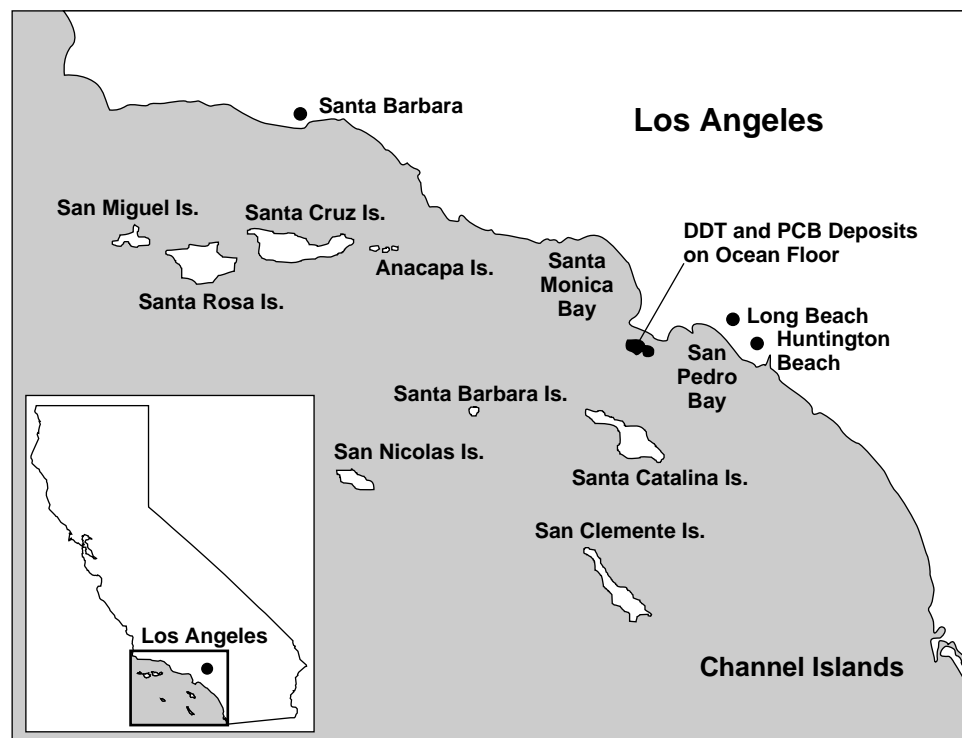 Santa Barbara
Los Angeles
San Miguel Is.
Santa Cruz Is.
Anacapa Is.
Santa Rosa Is.
Santa
Monica
Bay
DDT and PCB Deposits
on Ocean Floor
Long Beach
Huntington
Beach
San
Pedro
Bay
Santa Barbara Is.
San Nicolas Is.
Santa Catalina Is.
San Clemente Is.
Los Angeles
Channel Islands